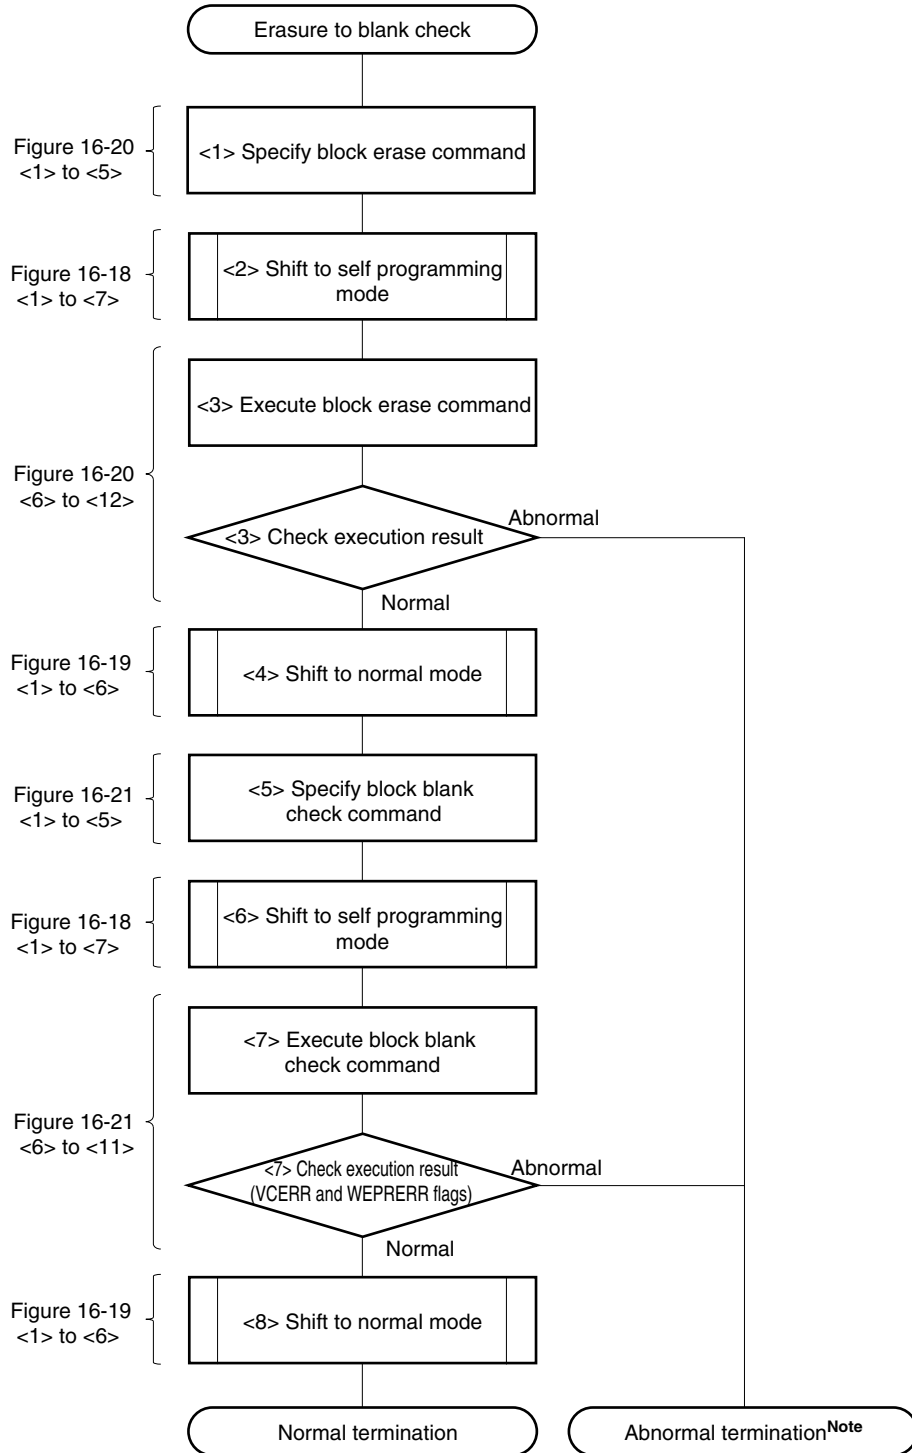 Erasure to blank check
Figure 16-20
<1> to <5>
<1> Specify block erase command
Figure 16-18
<1> to <7>
<2> Shift to self programming
mode
<3> Execute block erase command
Figure 16-20
<6> to <12>
<3> Check execution result
Abnormal
Normal
Figure 16-19
<1> to <6>
<4> Shift to normal mode
Figure 16-21
<1> to <5>
<5> Specify block blank
check command
Figure 16-18
<1> to <7>
<6> Shift to self programming
mode
<7> Execute block blank
check command
Figure 16-21
<6> to <11>
<7> Check execution result
(VCERR and WEPRERR flags)
Abnormal
Normal
Figure 16-19
<1> to <6>
<8> Shift to normal mode
Normal termination
Abnormal termination Note